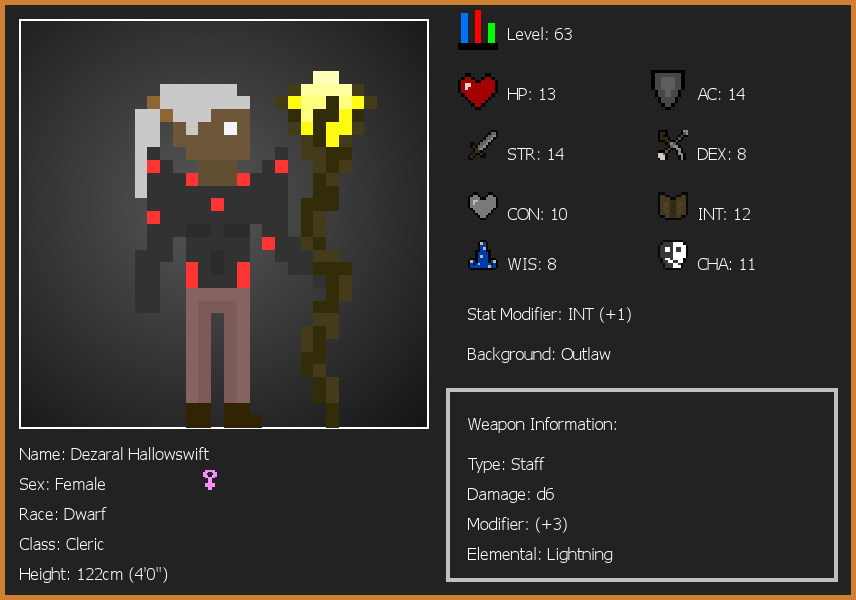 Level: 63
HP: 13
AC: 14
STR: 14
DEX: 8
CON: 10
INT: 12
WIS: 8
CHA: 11
Stat Modifier: INT (+1)
Background: Outlaw
Weapon Information:
Type: Staff
Damage: d6
Modifier: (+3)
Elemental: Lightning
Name: Dezaral Hallowswift
Sex: Female
Race: Dwarf
Class: Cleric
Height: 122cm (4'0")